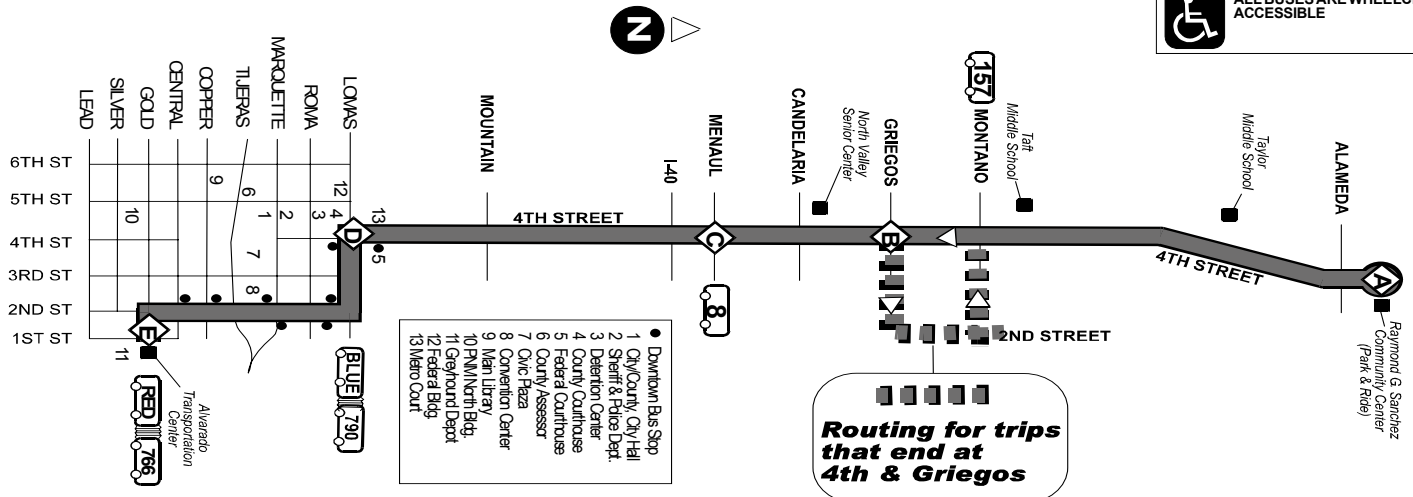 ACCESSIBLE
N
LEAD
SILVER
GOLD
CENTRAL
COPPER
TIJERAS
MARQUETTE
ROMA
LOMAS
MOUNTAIN
I-40
MENAUL
CANDELARIA
North Valley
Senior Center
GRIEGOS
157
MONTANO
Taft
Middle School
Taylor
Middle School
ALAMEDA
6TH ST
5TH ST
4TH ST
3RD ST
2ND ST
1ST ST
9
6
12
10
1
2
3
4
13
5
7
8
11
4TH STREET
4TH STREET
2ND STREET
A
B
C
D
E
8
BLUE 790
RED 766
Alvarado
Transportation
Center
Raymond G. Sanchez
Community Center
(Park & Ride)
Downtown Bus Stop
1 City/County, City Hall
2 Sheriff & Police Dept.
3 Detention Center
4 County Courthouse
5 Federal Courthouse
6 County Assessor
7 Civic Plaza
8 Convention Center
9 Main Library
10 PNM North Bldg.
11 Greyhound Depot
12 Federal Bldg.
13 Metro Court
Routing for trips
that end at
4th & Griegos